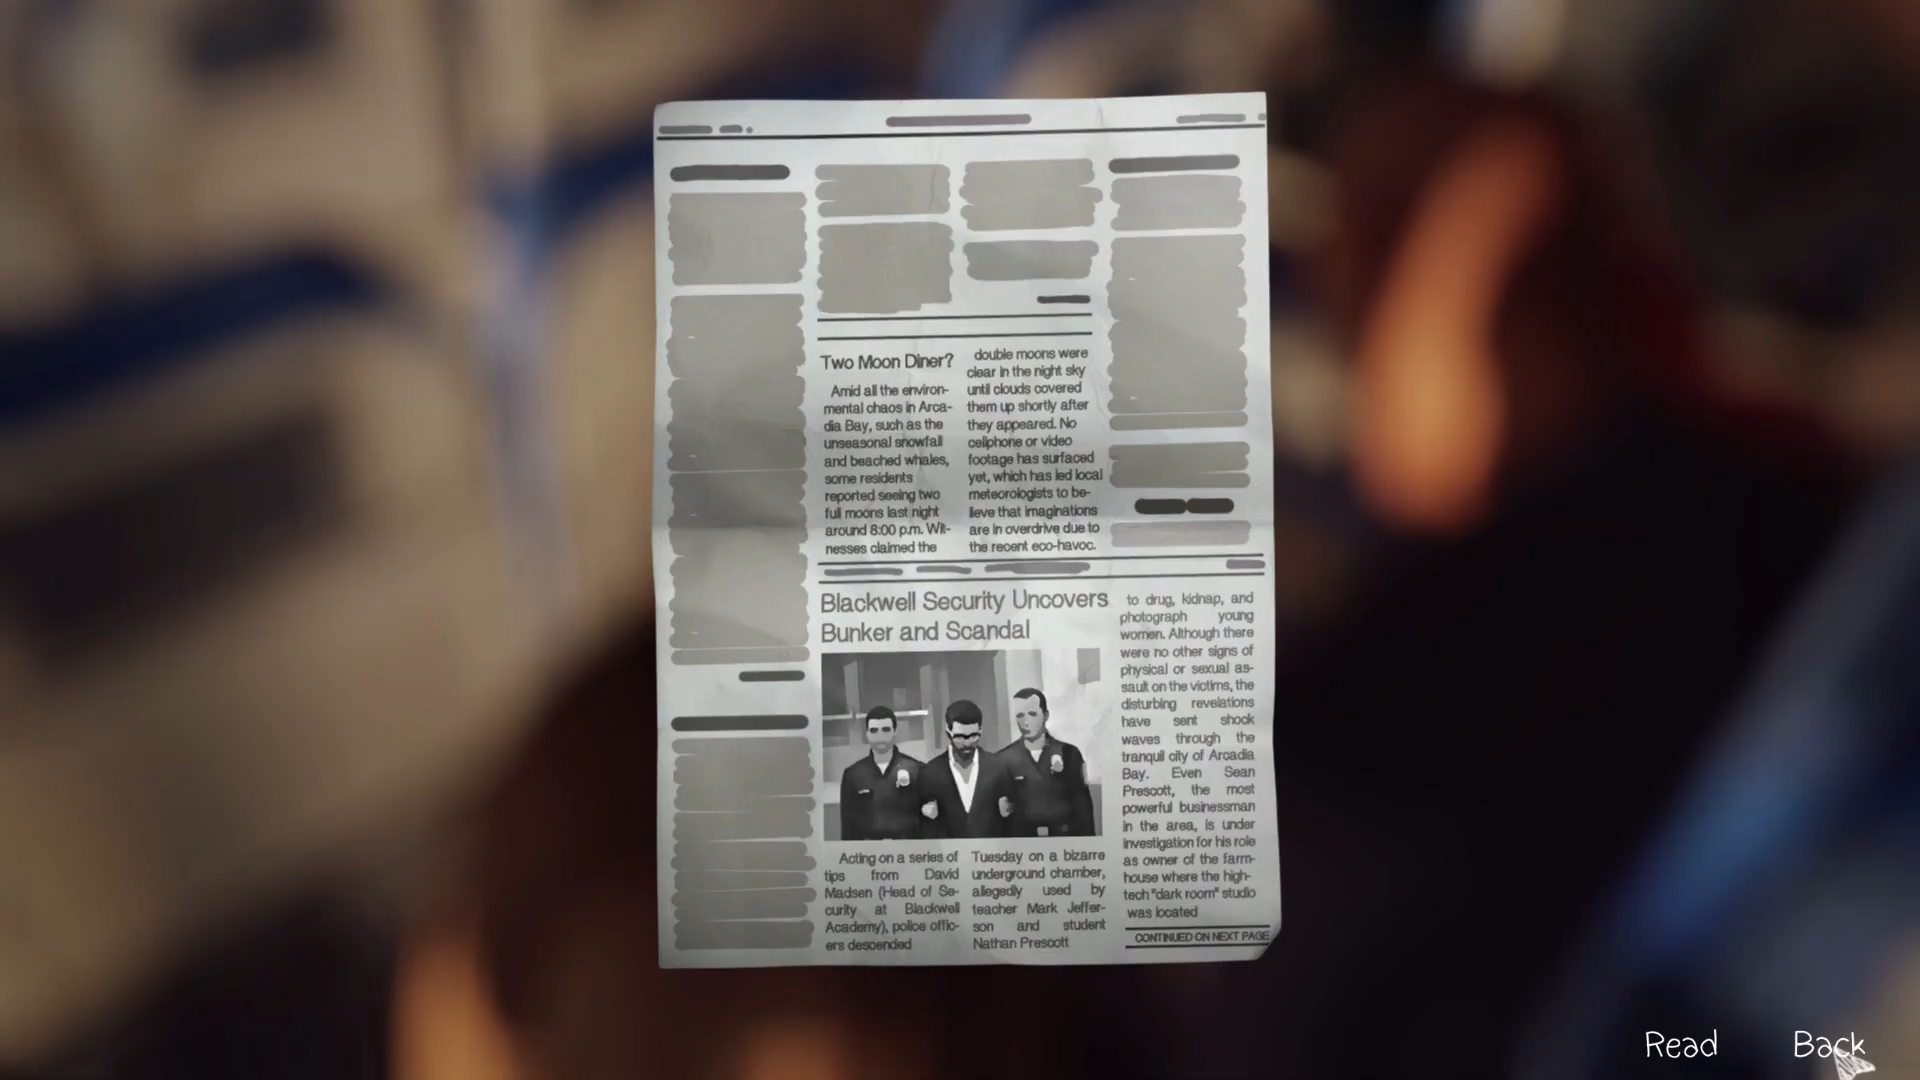 Two Moon Diner?
Amid all the environ-
mental chaos in Arca-
dia Bay, such as the
unseasonal snowfall
and beached whales,
some residents
reported seeing two
full moons last night
around 8:00 p.m. Wit-
nesses claimed the
double moons were
clear in the night sky
until clouds covered
them up shortly after
they appeared. No
cellphone or video
footage has surfaced
yet, which has led local
meteorologists to be-
lieve that imaginations
are in overdrive due to
the recent eco-havoc.
Blackwell Security Uncovers
Bunker and Scandal
Acting on a series of
tips from David
Madsen (Head of Se-
curity at Blackwell
Academy), police offic-
ers descended
Tuesday on a bizarre
underground chamber,
allegedly used by
teacher Mark Jeffer-
son and student
Nathan Prescott
to drug, kidnap, and
photograph young
women. Although there
were no other signs of
physical or sexual as-
sault on the victims, the
disturbing revelations
have sent shock
waves through the
tranquil city of Arcadia
Bay. Even Sean
Prescott, the most
powerful businessman
in the area, is under
investigation for his role
as owner of the farm-
house where the high-
tech "dark room" studio
was located
CONTINUED ON NEXT PAGE
Read Back